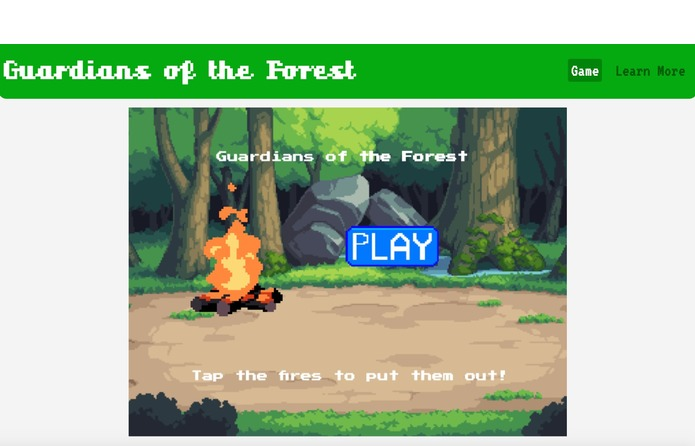 Guardians of the Forest
Game
Learn More
Guardians of the Forest
PLAY
Tap the fires to put them out!